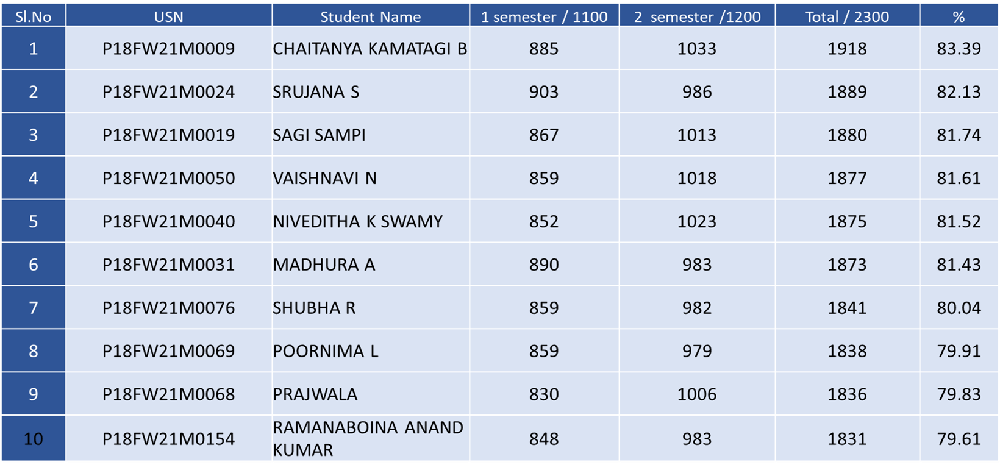 Sl.No USN Student Name 1 semester / 1100 2 semester /1200 Total / 2300 %
1 P18FW21M0009 CHAITANYA KAMATAGI B 885 1033 1918 83.39
2 P18FW21M0024 SRUJANA S 903 986 1889 82.13
3 P18FW21M0019 SAGI SAMPI 867 1013 1880 81.74
4 P18FW21M0050 VAISHNAVI N 859 1018 1877 81.61
5 P18FW21M0040 NIVEDITHA K SWAMY 852 1023 1875 81.52
6 P18FW21M0031 MADHURA A 890 983 1873 81.43
7 P18FW21M0076 SHUBHA R 859 982 1841 80.04
8 P18FW21M0069 POORNIMA L 859 979 1838 79.91
9 P18FW21M0068 PRAJWALA 830 1006 1836 79.83
10 P18FW21M0154 RAMANABOINA ANAND
KUMAR 848 983 1831 79.61